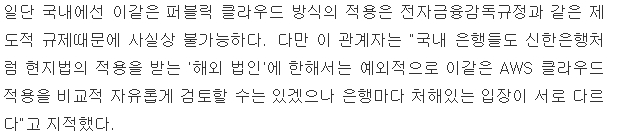 일단 국내에선 이같은 퍼블릭 클라우드 방식의 적용은 전자금융감독규정과 같은 제
도적 규제때문에 사실상 불가능하다. 다만 이 관계자는 "국내 은행들도 신한은행처
럼 현지법의 적용을 받는 '해외 법인'에 한해서는 예외적으로 이같은 AWS 클라우드
적용을 비교적 자유롭게 검토할 수는 있겠으나 은행마다 처해있는 입장이 서로 다르
다"고 지적했다.